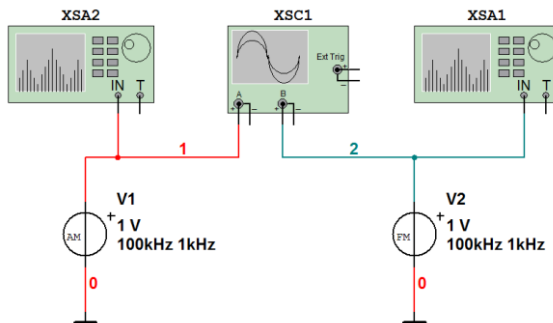 XSA2
XSC1
XSA1
Ext Trig
IN T
A
B
IN T
1
2
V1
1 V
100kHz 1kHz
AM
0
V2
1 V
100kHz 1kHz
FM
0